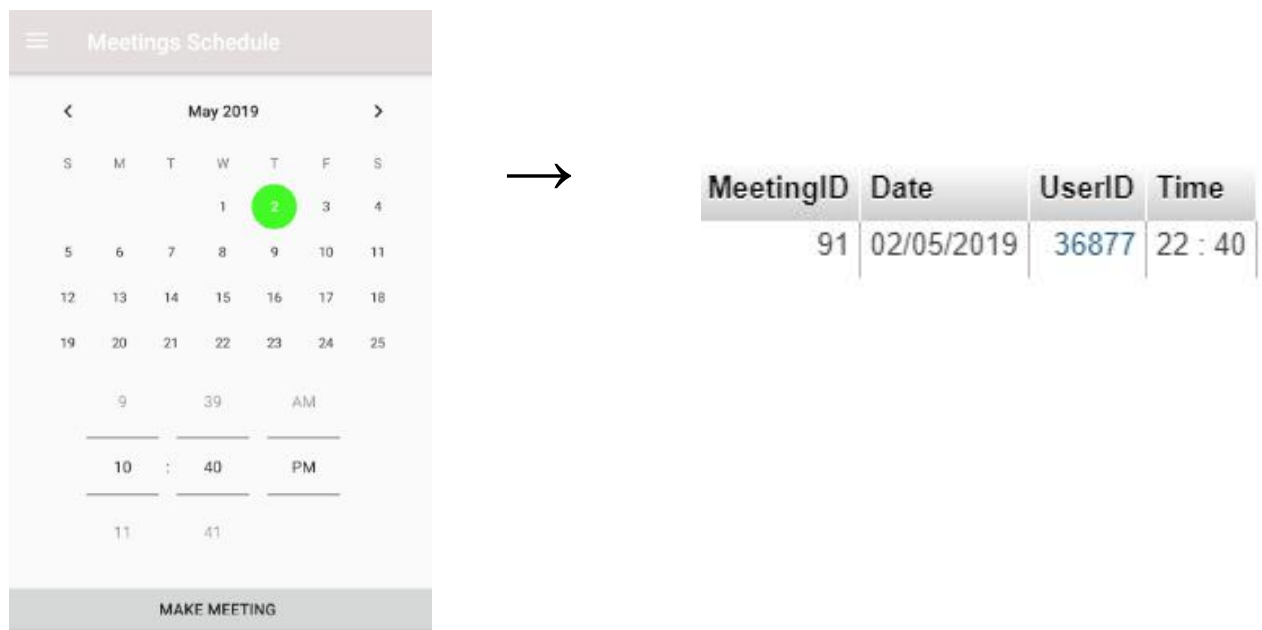 Meetings Schedule
May 2019
S M T W T F S
1 2 3 4
5 6 7 8 9 10 11
12 13 14 15 16 17 18
19 20 21 22 23 24 25
9 39 AM
10 : 40 PM
11 41
MAKE MEETING
MeetingID Date UserID Time
91 02/05/2019 36877 22 : 40